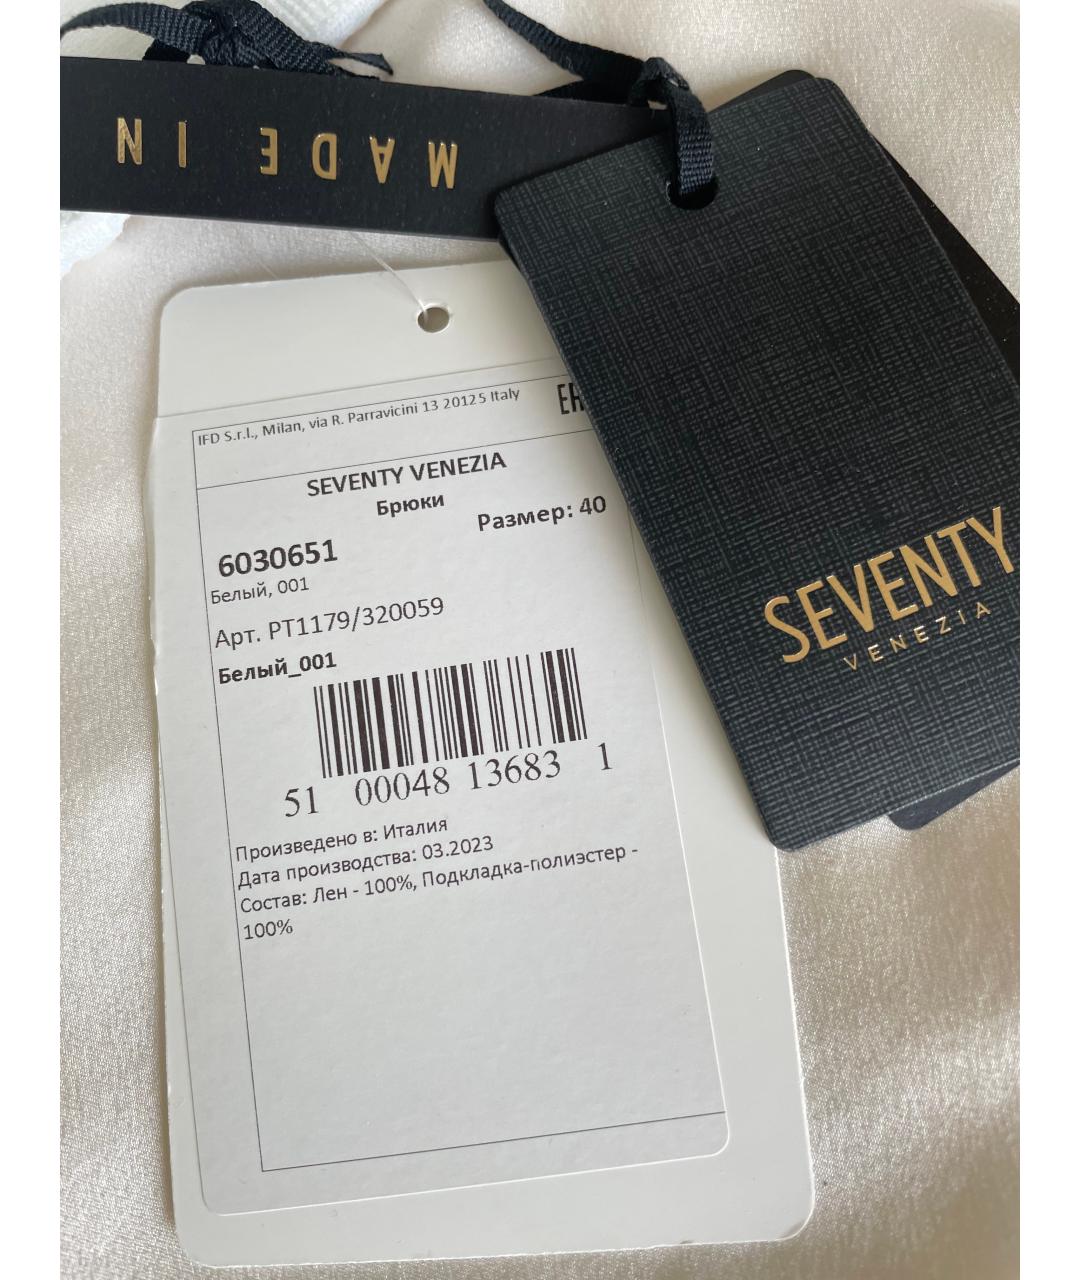 MADE IN
IFD S.r.l., Milan, via R. Parravicini 13 20125 Italy
SEVENTY VENEZIA
Брюки
Размер: 40
6030651
Белый, 001
Арт. PT1179/320059
Белый_001
51 00048 13683 1
Произведено в: Италия
Дата производства: 03.2023
Состав: Лен - 100%, Подкладка-полиэстер -
100%
SEVENTY
VENEZIA